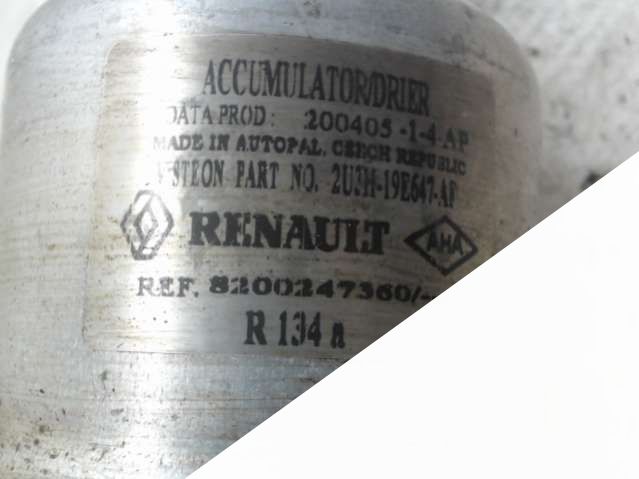 ACCUMULATOR/DRIER
DATA PROD: 200405 -1-4-AP
MADE IN AUTOPAL, CZECH REPUBLIC
VISTEON PART NO. 2U3H-19E647-AF
RENAULT AHA
REF. 8200247360/-
R 134 a